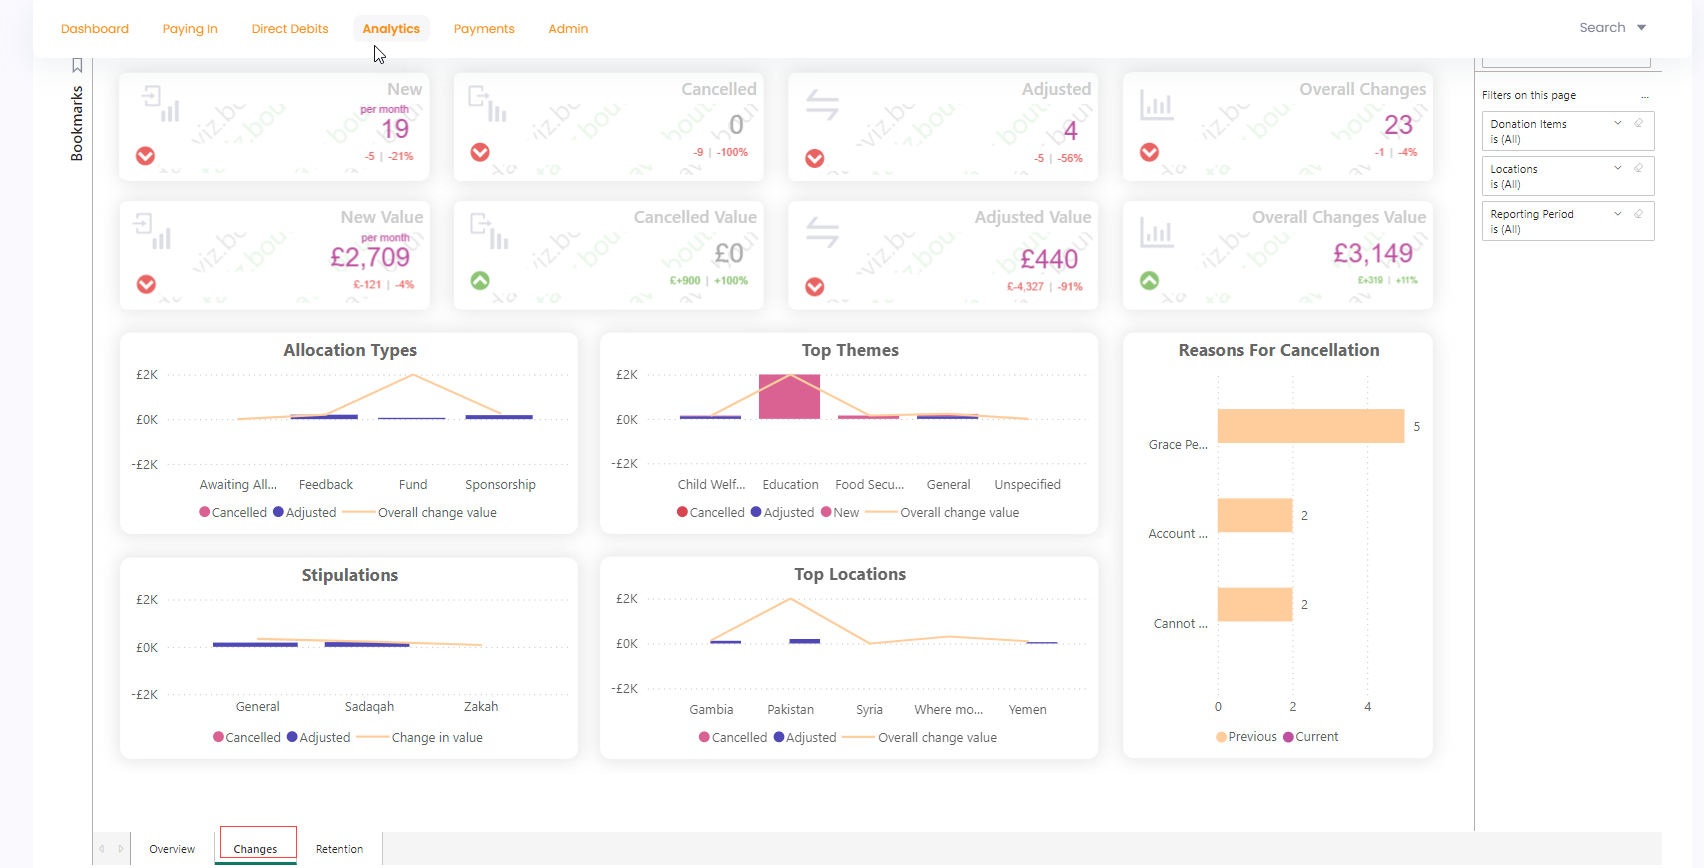 Dashboard Paying In Direct Debits Analytics Payments Admin Search
Bookmarks
New
per month
19
-5 | -21%
Cancelled
0
-9 | -100%
Adjusted
4
-5 | -56%
Overall Changes
23
-1 | -4%
New Value
per month
£2,709
£-121 | -4%
Cancelled Value
£0
£+900 | +100%
Adjusted Value
£440
£-4,327 | -91%
Overall Changes Value
£3,149
£+319 | +11%
Allocation Types
£2K
£0K
-£2K
Awaiting All... Feedback Fund Sponsorship
Cancelled Adjusted Overall change value
Top Themes
£2K
£0K
-£2K
Child Welf... Education Food Secu... General Unspecified
Cancelled Adjusted New Overall change value
Reasons For Cancellation
Grace Pe... 5
Account ... 2
Cannot ... 2
0 2 4
Previous Current
Stipulations
£2K
£0K
-£2K
General Sadaqah Zakah
Cancelled Adjusted Change in value
Top Locations
£2K
£0K
-£2K
Gambia Pakistan Syria Where mo... Yemen
Cancelled Adjusted Overall change value
Filters on this page ...
Donation Items
is (All)
Locations
is (All)
Reporting Period
is (All)
Overview Changes Retention